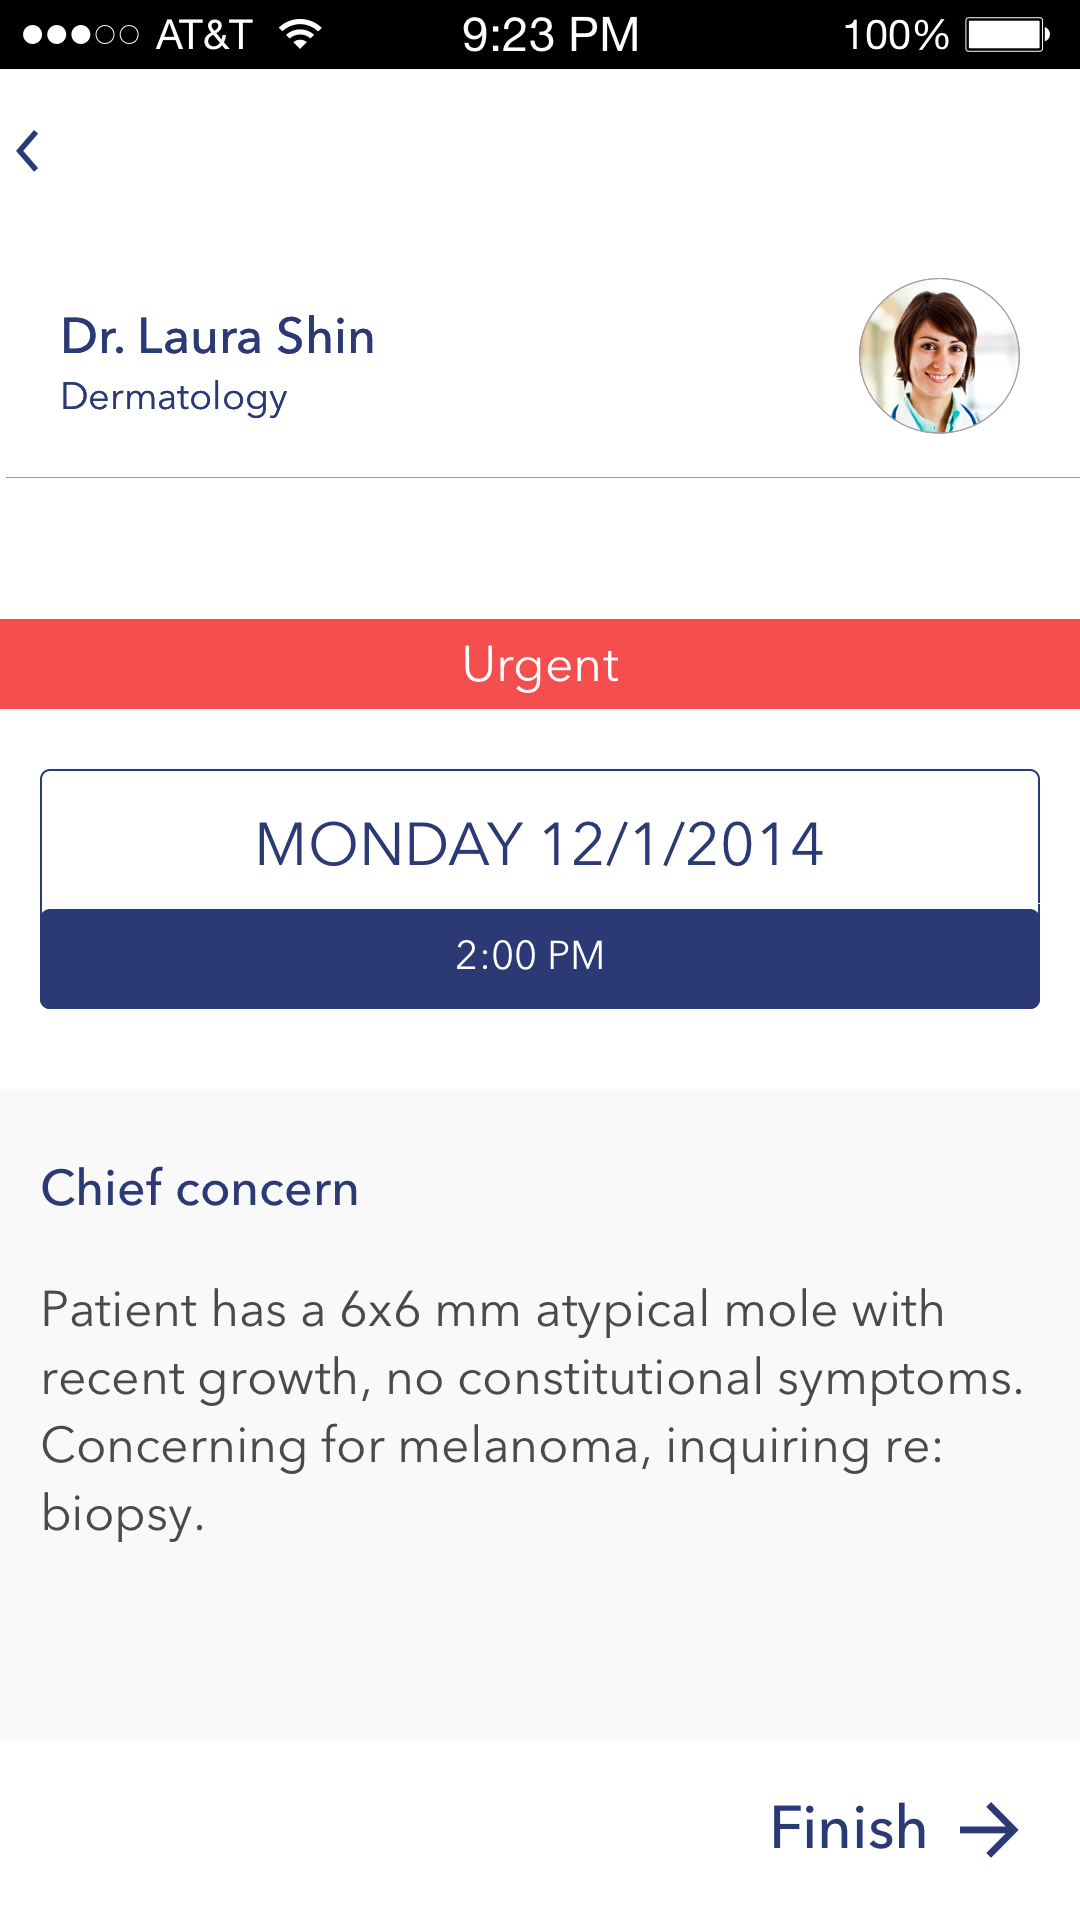 AT&T 9:23 PM 100%
Dr. Laura Shin
Dermatology
Urgent
MONDAY 12/1/2014
2:00 PM
Chief concern
Patient has a 6x6 mm atypical mole with
recent growth, no constitutional symptoms.
Concerning for melanoma, inquiring re:
biopsy.
Finish